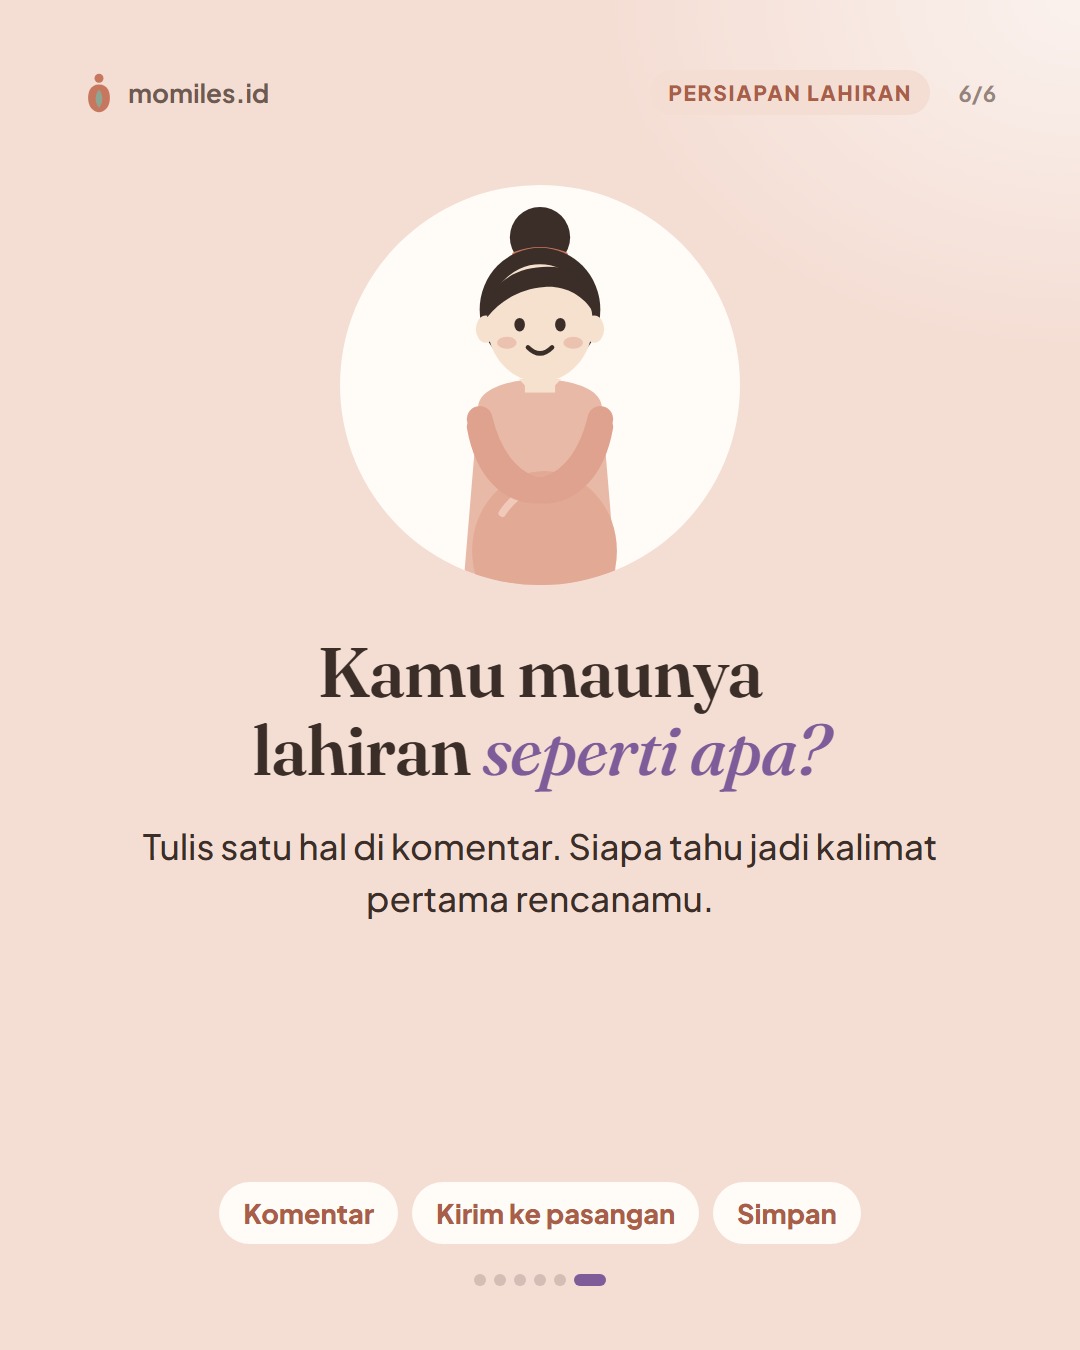 momiles.id
PERSIAPAN LAHIRAN
6/6
Kamu maunya
lahiran seperti apa?
Tulis satu hal di komentar. Siapa tahu jadi kalimat
pertama rencanamu.
Komentar
Kirim ke pasangan
Simpan